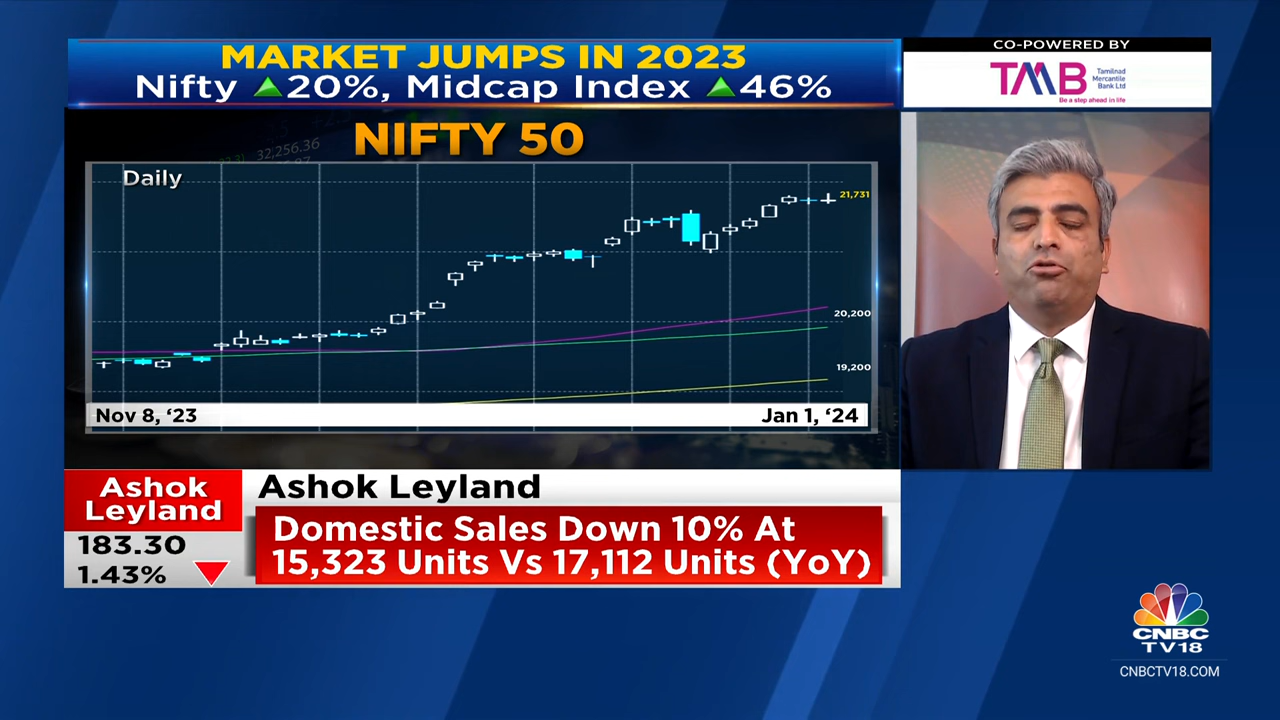 MARKET JUMPS IN 2023
Nifty ▲20%, Midcap Index ▲46%
CO-POWERED BY
TMB
Tamilnad
Mercantile
Bank Ltd
Be a step ahead in life
32,256.36
NIFTY 50
Daily
21,731
20,200
19,200
Nov 8, ‘23
Jan 1, ‘24
Ashok
Leyland
183.30
1.43%
Ashok Leyland
Domestic Sales Down 10% At
15,323 Units Vs 17,112 Units (YoY)
CNBC
TV18
CNBCTV18.COM